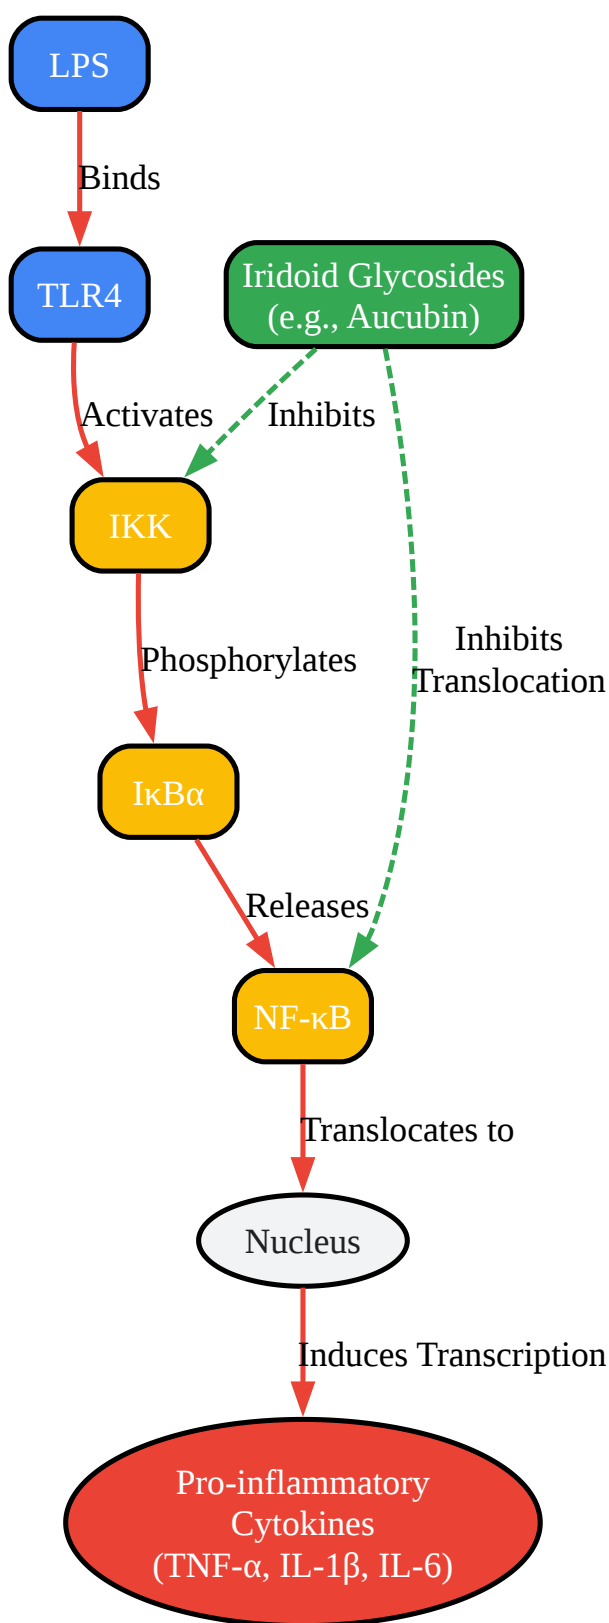 LPS
Binds
TLR4
Iridoid Glycosides
(e.g., Aucubin)
Activates
Inhibits
IKK
Phosphorylates
Inhibits
Translocation
IκBα
Releases
NF-κB
Translocates to
Nucleus
Induces Transcription
Pro-inflammatory
Cytokines
(TNF-α, IL-1β, IL-6)